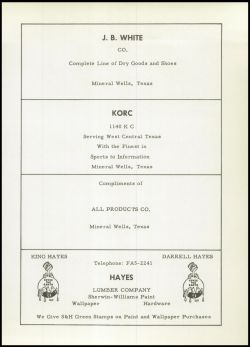 J. B. WHITE
CO.
Complete Line of Dry Goods and Shoes
Mineral Wells, Texas
KORC
1140 K C
Serving West Central Texas
With the Finest in
Sports to Information
Mineral Wells, Texas
Compliments of
ALL PRODUCTS CO.
Mineral Wells, Texas
KING HAYES
DARRELL HAYES
Telephone: FA5-2241
HAYES
LUMBER COMPANY
Sherwin-Williams Paint
Wallpaper Hardware
We Give S&H Green Stamps on Paint and Wallpaper Purchases